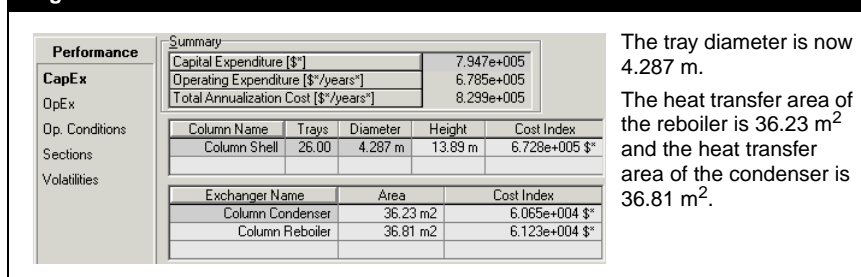 Performance
CapEx
OpEx
Op. Conditions
Sections
Volatilities
Summary
Capital Expenditure [$*] 7.947e+005
Operating Expenditure [$*/years*] 6.785e+005
Total Annualization Cost [$*/years*] 8.299e+005
Column Name Trays Diameter Height Cost Index
Column Shell 26.00 4.287 m 13.89 m 6.728e+005 $*
Exchanger Name Area Cost Index
Column Condenser 36.23 m2 6.065e+004 $*
Column Reboiler 36.81 m2 6.123e+004 $*
The tray diameter is now
4.287 m.
The heat transfer area of
the reboiler is 36.23 m2
and the heat transfer
area of the condenser is
36.81 m2.